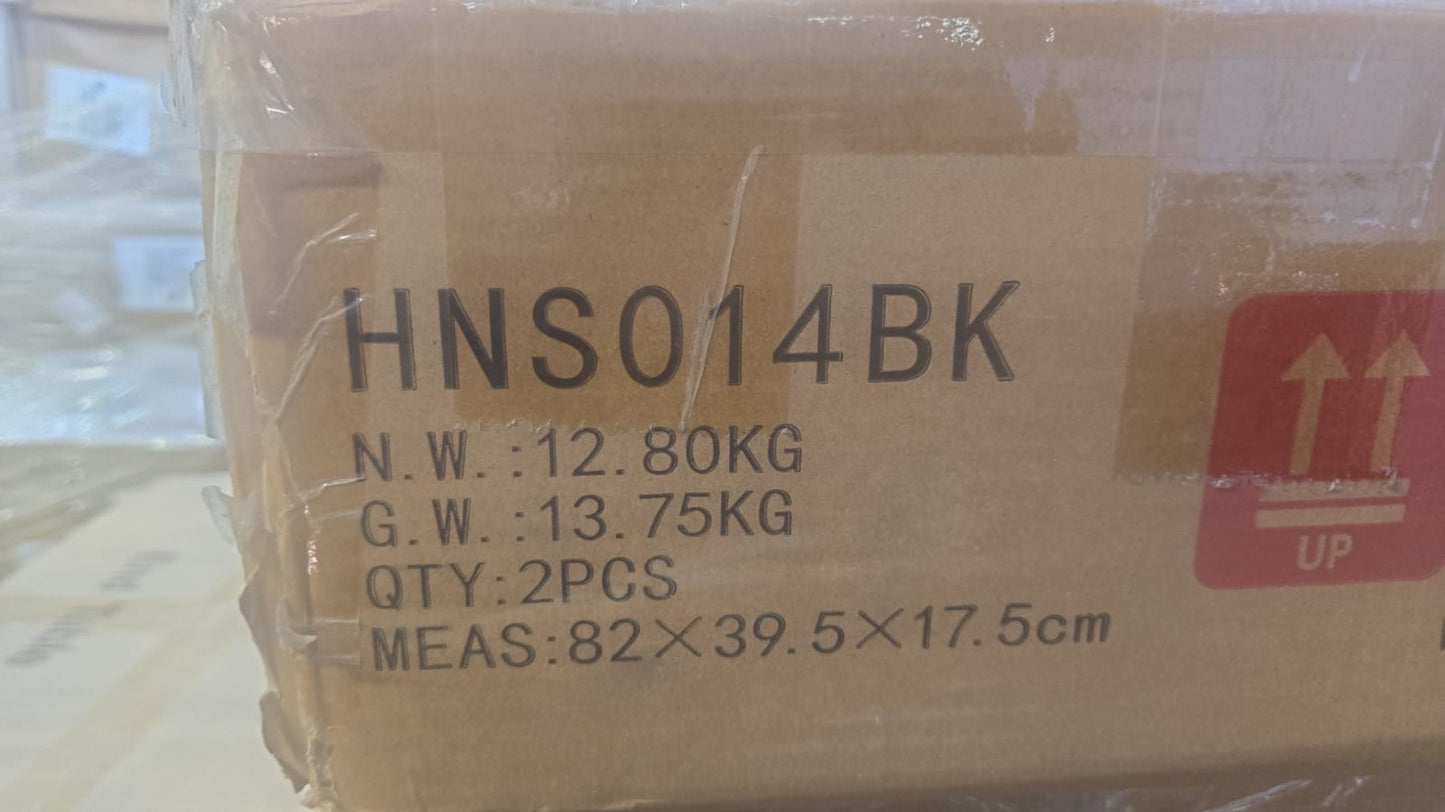 HNS014BK
N.W.:12.80KG
G.W.:13.75KG
QTY:2PCS
MEAS:82×39.5×17.5cm
UP